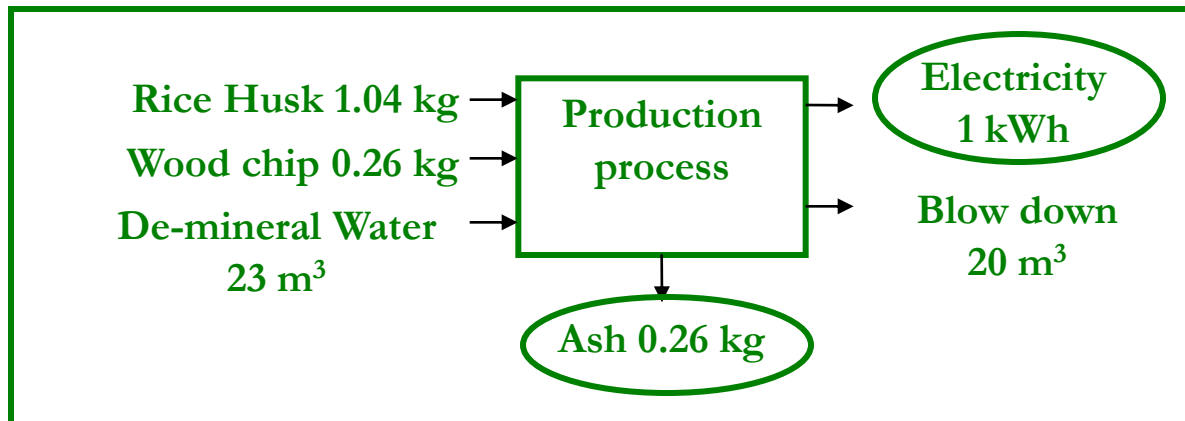 Rice Husk 1.04 kg
Wood chip 0.26 kg
De-mineral Water
23 m³
Production
process
Electricity
1 kWh
Blow down
20 m³
Ash 0.26 kg